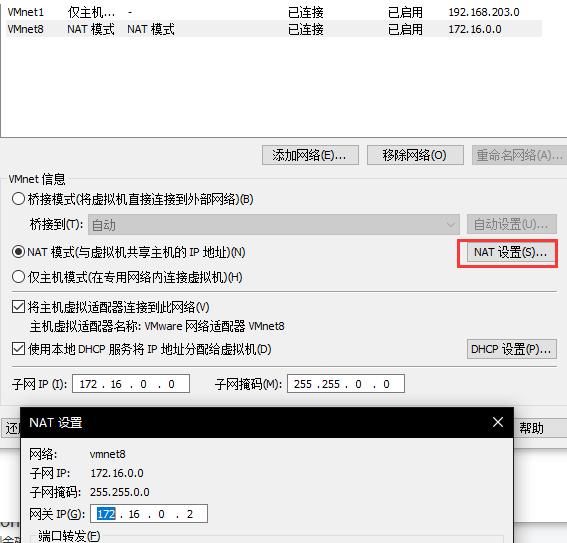 VMnet1 仅主机... - 已连接 已启用 192.168.203.0
VMnet8 NAT 模式 NAT 模式 已连接 已启用 172.16.0.0
添加网络(E)... 移除网络(O) 重命名网络(A)...
VMnet 信息
桥接模式(将虚拟机直接连接到外部网络)(B)
桥接到(T): 自动 自动设置(U)...
NAT 模式(与虚拟机共享主机的 IP 地址)(N) NAT 设置(S)...
仅主机模式(在专用网络内连接虚拟机)(H)
将主机虚拟适配器连接到此网络(V)
主机虚拟适配器名称: VMware 网络适配器 VMnet8
使用本地 DHCP 服务将 IP 地址分配给虚拟机(D) DHCP 设置(P)...
子网 IP (I): 172 . 16 . 0 . 0 子网掩码(M): 255 .255 . 0 . 0
还 NAT 设置 帮助
网络: vmnet8
子网 IP: 172.16.0.0
子网掩码: 255.255.0.0
网关 IP(G): 172 . 16 . 0 . 2
端口转发(F)